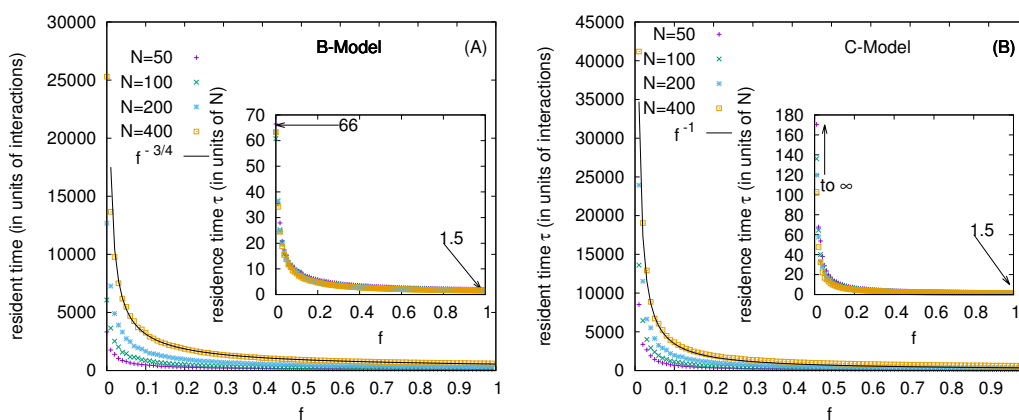 B-Model
(A)
N=50
N=100
N=200
N=400
f^{-3/4}
resident time τ (in units of interactions)
30000
25000
20000
15000
10000
5000
0
0 0.1 0.2 0.3 0.4 0.5 0.6 0.7 0.8 0.9 1
f
residence time τ (in units of N)
70
60
50
40
30
20
10
0
0 0.2 0.4 0.6 0.8 1
f
66
1.5
C-Model
(B)
N=50
N=100
N=200
N=400
f^{-1}
resident time τ (in units of interactions)
45000
40000
35000
30000
25000
20000
15000
10000
5000
0
0 0.1 0.2 0.3 0.4 0.5 0.6 0.7 0.8 0.9 1
f
residence time τ (in units of N)
180
160
140
120
100
80
60
40
20
0
0 0.2 0.4 0.6 0.8 1
f
to ∞
1.5